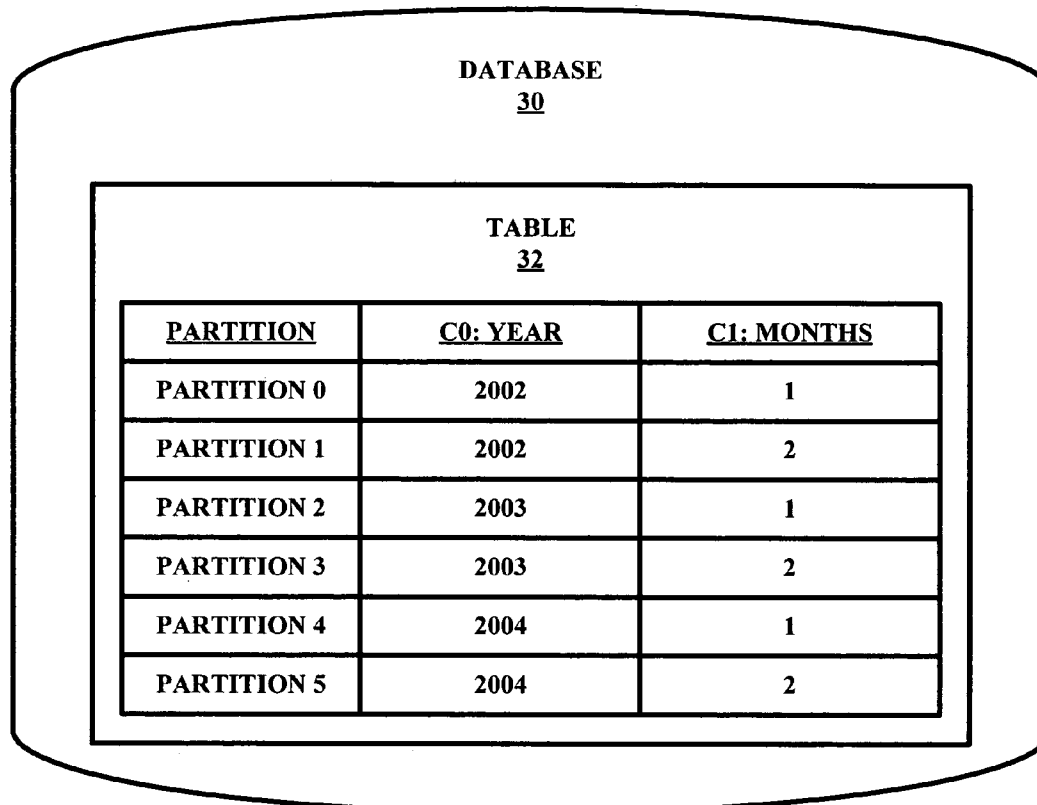 DATABASE
30
TABLE
32
PARTITION C0: YEAR C1: MONTHS
PARTITION 0 2002 1
PARTITION 1 2002 2
PARTITION 2 2003 1
PARTITION 3 2003 2
PARTITION 4 2004 1
PARTITION 5 2004 2